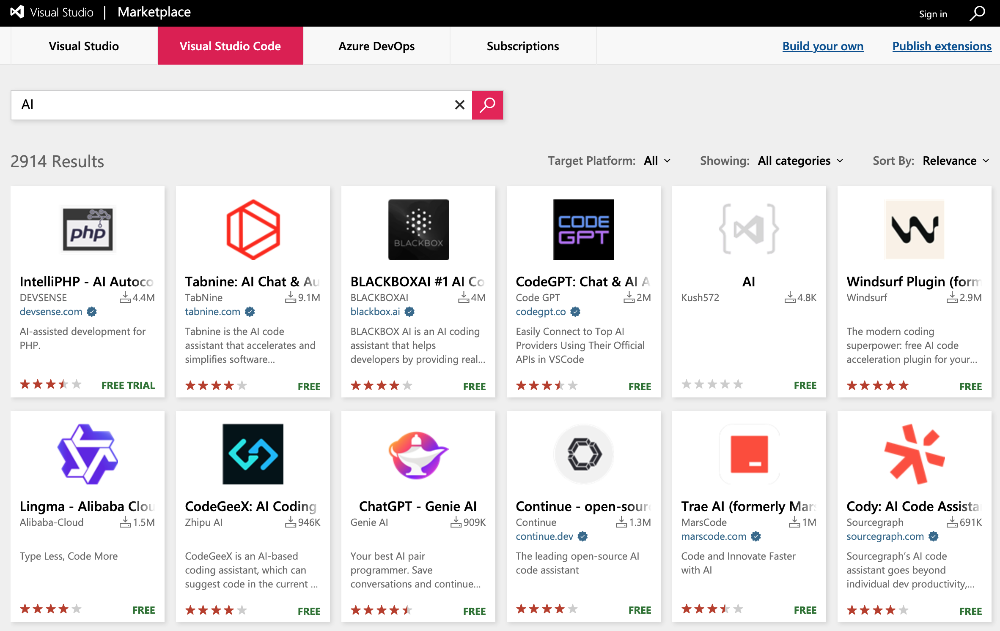 Visual Studio | Marketplace
Sign in
Visual Studio
Visual Studio Code
Azure DevOps
Subscriptions
Build your own
Publish extensions
AI
2914 Results
Target Platform: All
Showing: All categories
Sort By: Relevance
php
IntelliPHP - AI Autoco
DEVSENSE 4.4M
devsense.com
AI-assisted development for
PHP.
FREE TRIAL
Tabnine: AI Chat & Au
TabNine 9.1M
tabnine.com
Tabnine is the AI code
assistant that accelerates and
simplifies software...
FREE
BLACKBOX
BLACKBOXAI #1 AI Co
BLACKBOXAI 4M
blackbox.ai
BLACKBOX AI is an AI coding
assistant that helps
developers by providing real...
FREE
CODE
GPT
CodeGPT: Chat & AI A
Code GPT 2M
codegpt.co
Easily Connect to Top AI
Providers Using Their Official
APIs in VSCode
FREE
AI
Kush572 4.8K
FREE
Windsurf Plugin (form
Windsurf 2.9M
The modern coding
superpower: free AI code
acceleration plugin for your...
FREE
Lingma - Alibaba Clou
Alibaba-Cloud 1.5M
Type Less, Code More
FREE
CodeGeeX: AI Coding
Zhipu AI 946K
CodeGeeX is an AI-based
coding assistant, which can
suggest code in the current ...
FREE
ChatGPT - Genie AI
Genie AI 909K
Your best AI pair
programmer. Save
conversations and continue...
FREE
Continue - open-sour
Continue 1.3M
continue.dev
The leading open-source AI
code assistant
FREE
Trae AI (formerly Mars
MarsCode 1M
marscode.com
Code and Innovate Faster
with AI
FREE
Cody: AI Code Assista
Sourcegraph 691K
sourcegraph.com
Sourcegraph’s AI code
assistant goes beyond
individual dev productivity,...
FREE